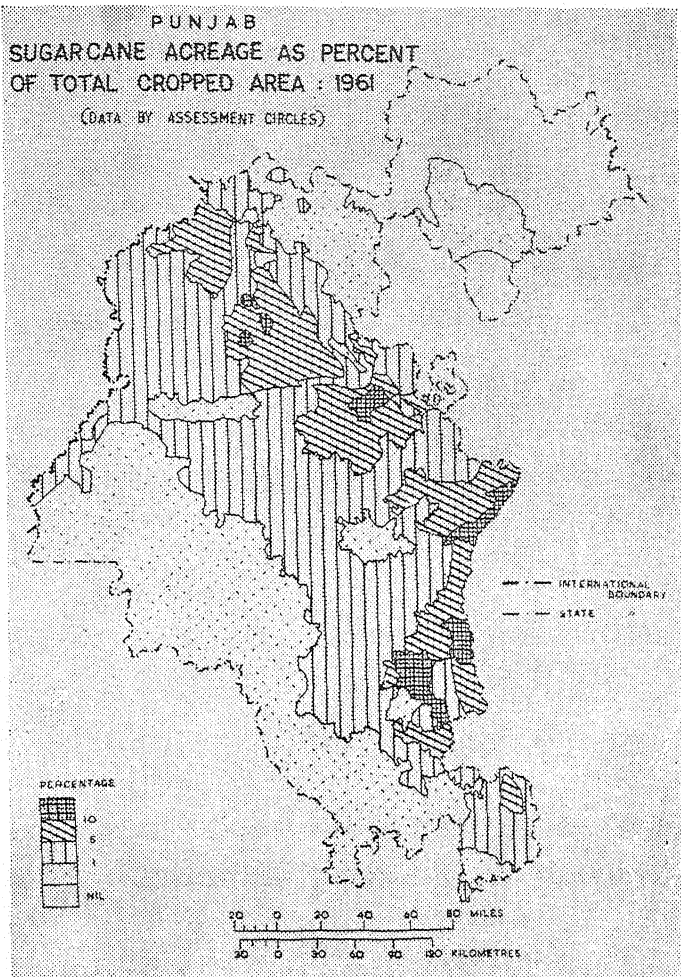 PUNJAB
SUGARCANE ACREAGE AS PERCENT
OF TOTAL CROPPED AREA : 1961
(DATA BY ASSESSMENT CIRCLES)
INTERNATIONAL
BOUNDARY
STATE "
PERCENTAGE
10
5
1
NIL
20 0 20 40 60 80 MILES
30 0 30 60 90 120 KILOMETRES